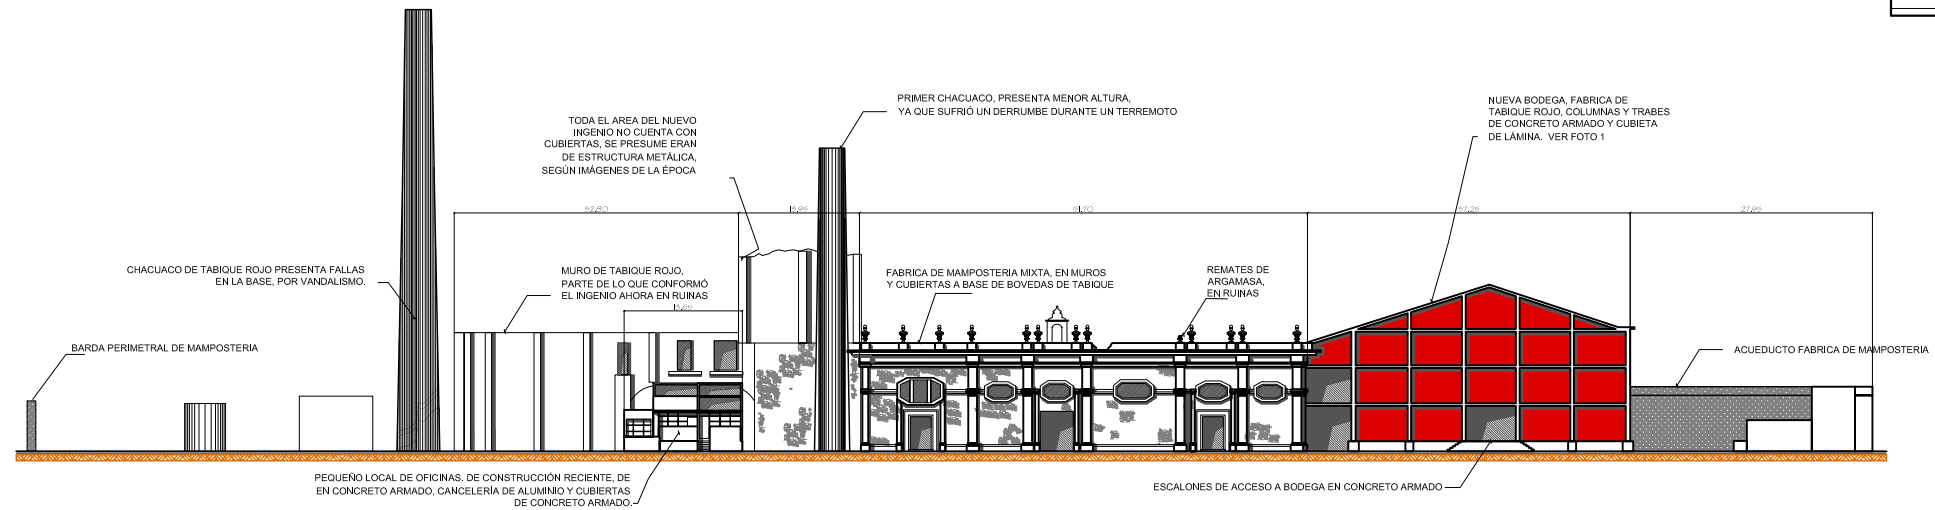 PRIMER CHACUACO, PRESENTA MENOR ALTURA,
YA QUE SUFRIÓ UN DERRUMBE DURANTE UN TERREMOTO
NUEVA BODEGA, FABRICA DE
TABIQUE ROJO, COLUMNAS Y TRABES
DE CONCRETO ARMADO Y CUBIETA
DE LÁMINA. VER FOTO 1
TODA EL AREA DEL NUEVO
INGENIO NO CUENTA CON
CUBIERTAS, SE PRESUME ERAN
DE ESTRUCTURA METÁLICA,
SEGÚN IMÁGENES DE LA ÉPOCA
51.10
27.95
CHACUACO DE TABIQUE ROJO PRESENTA FALLAS
EN LA BASE, POR VANDALISMO.
MURO DE TABIQUE ROJO,
PARTE DE LO QUE CONFORMÓ
EL INGENIO AHORA EN RUINAS
FABRICA DE MAMPOSTERIA MIXTA, EN MUROS
Y CUBIERTAS A BASE DE BOVEDAS DE TABIQUE
REMATES DE
ARGAMASA,
EN RUINAS
BARDA PERIMETRAL DE MAMPOSTERIA
ACUEDUCTO FABRICA DE MAMPOSTERIA
PEQUEÑO LOCAL DE OFICINAS. DE CONSTRUCCIÓN RECIENTE, DE
EN CONCRETO ARMADO, CANCELERÍA DE ALUMINIO Y CUBIERTAS
DE CONCRETO ARMADO.
ESCALONES DE ACCESO A BODEGA EN CONCRETO ARMADO